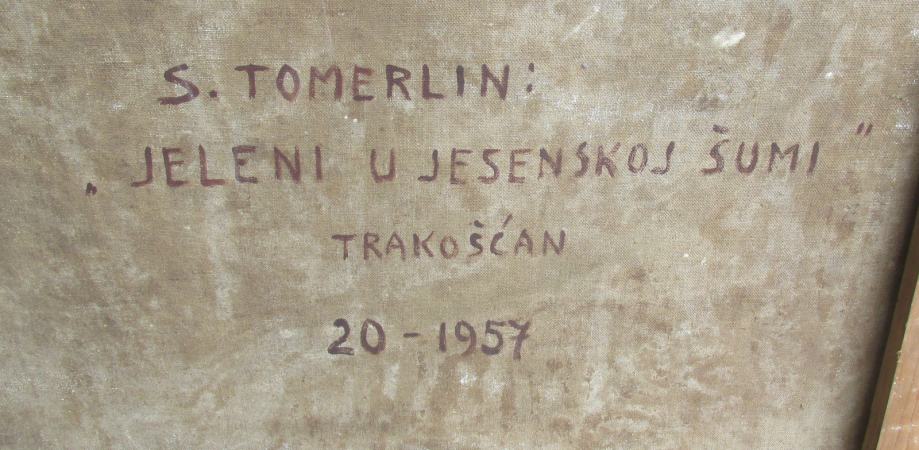 S. TOMERLIN:
„JELENI U JESENSKOJ ŠUMI"
TRAKOŠĆAN
20-1957